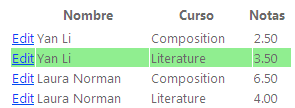 Nombre Curso Notas
Edit Yan Li Composition 2.50
Edit Yan Li Literature 3.50
Edit Laura Norman Composition 6.50
Edit Laura Norman Literature 4.00